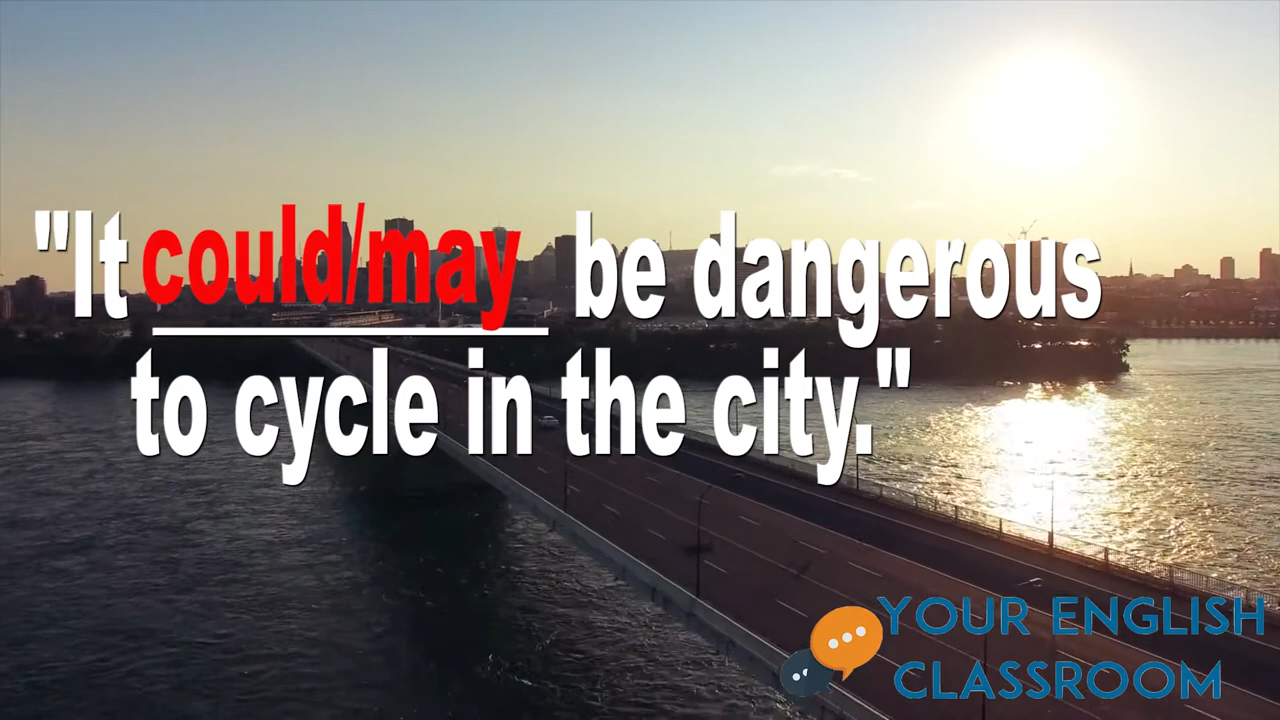 "It could/may be dangerous
to cycle in the city."
YOUR ENGLISH
CLASSROOM